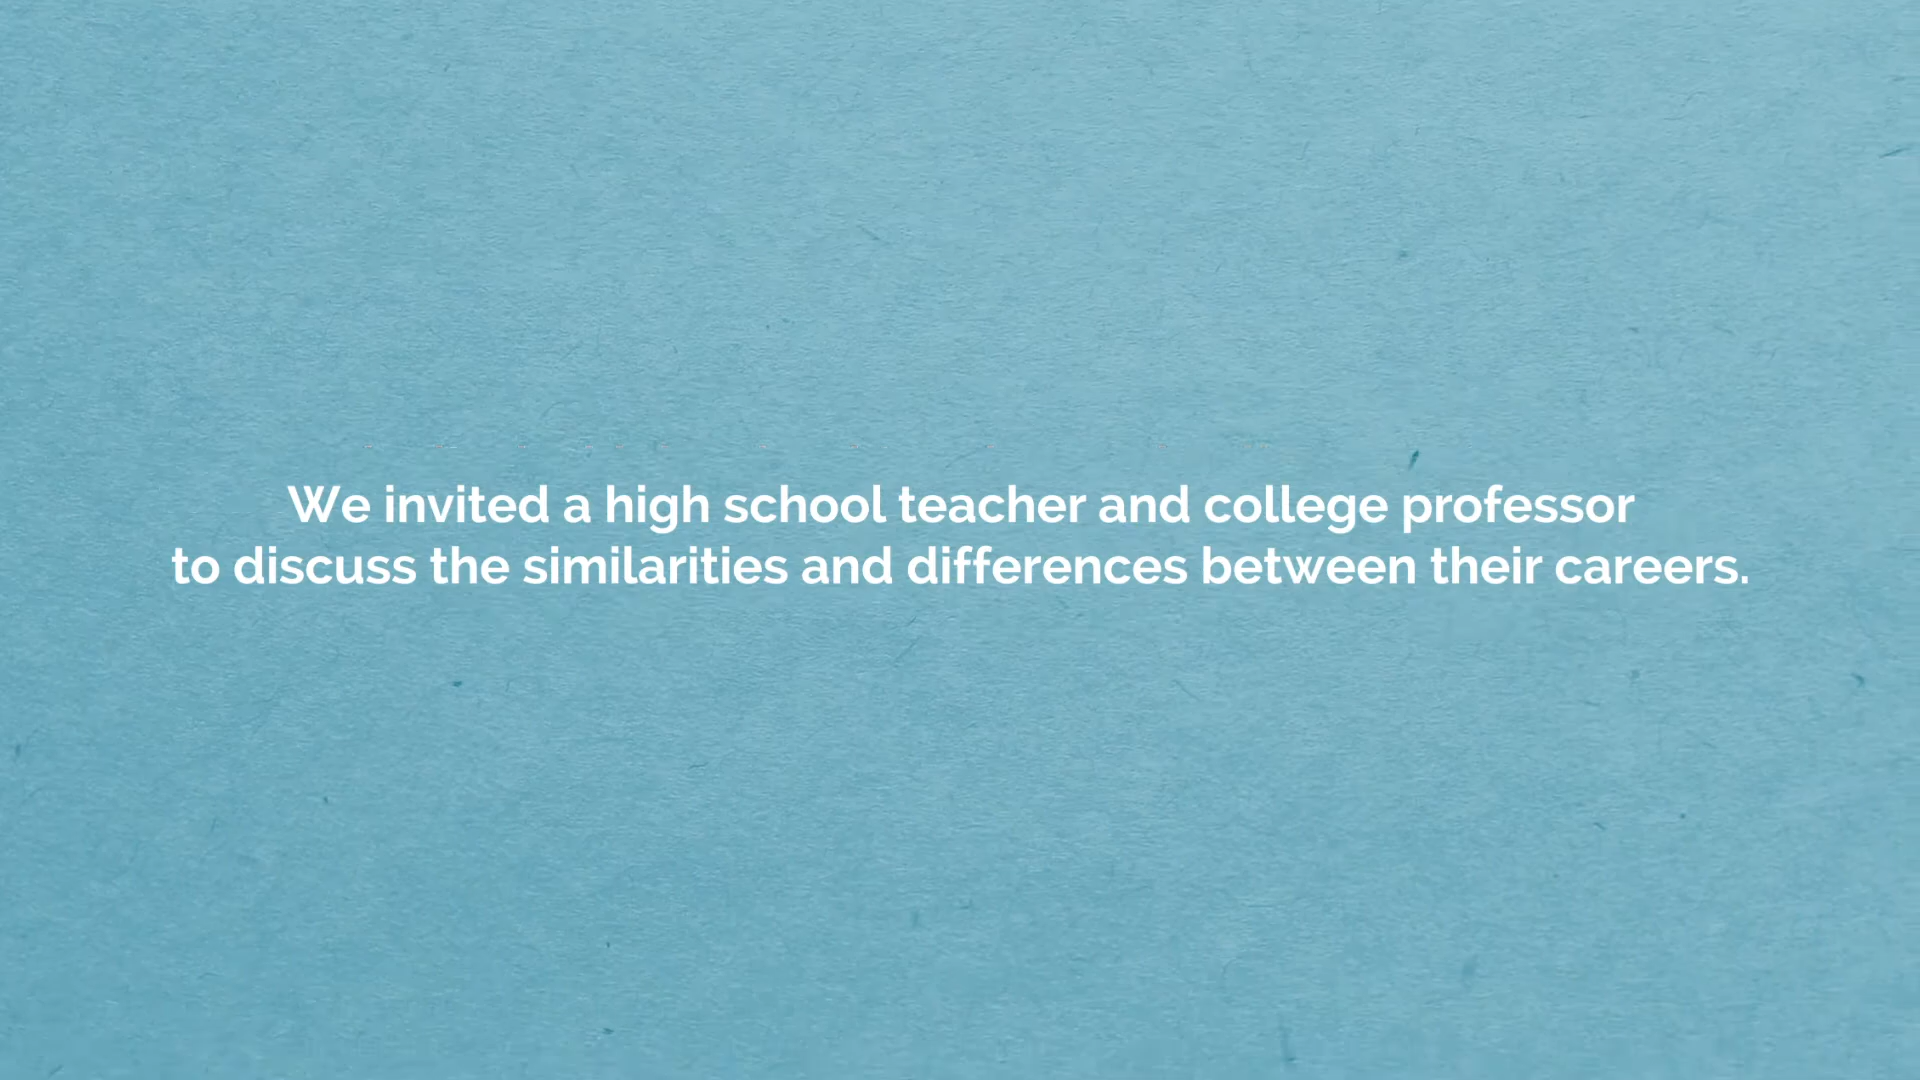 We invited a high school teacher and college professor
to discuss the similarities and differences between their careers.